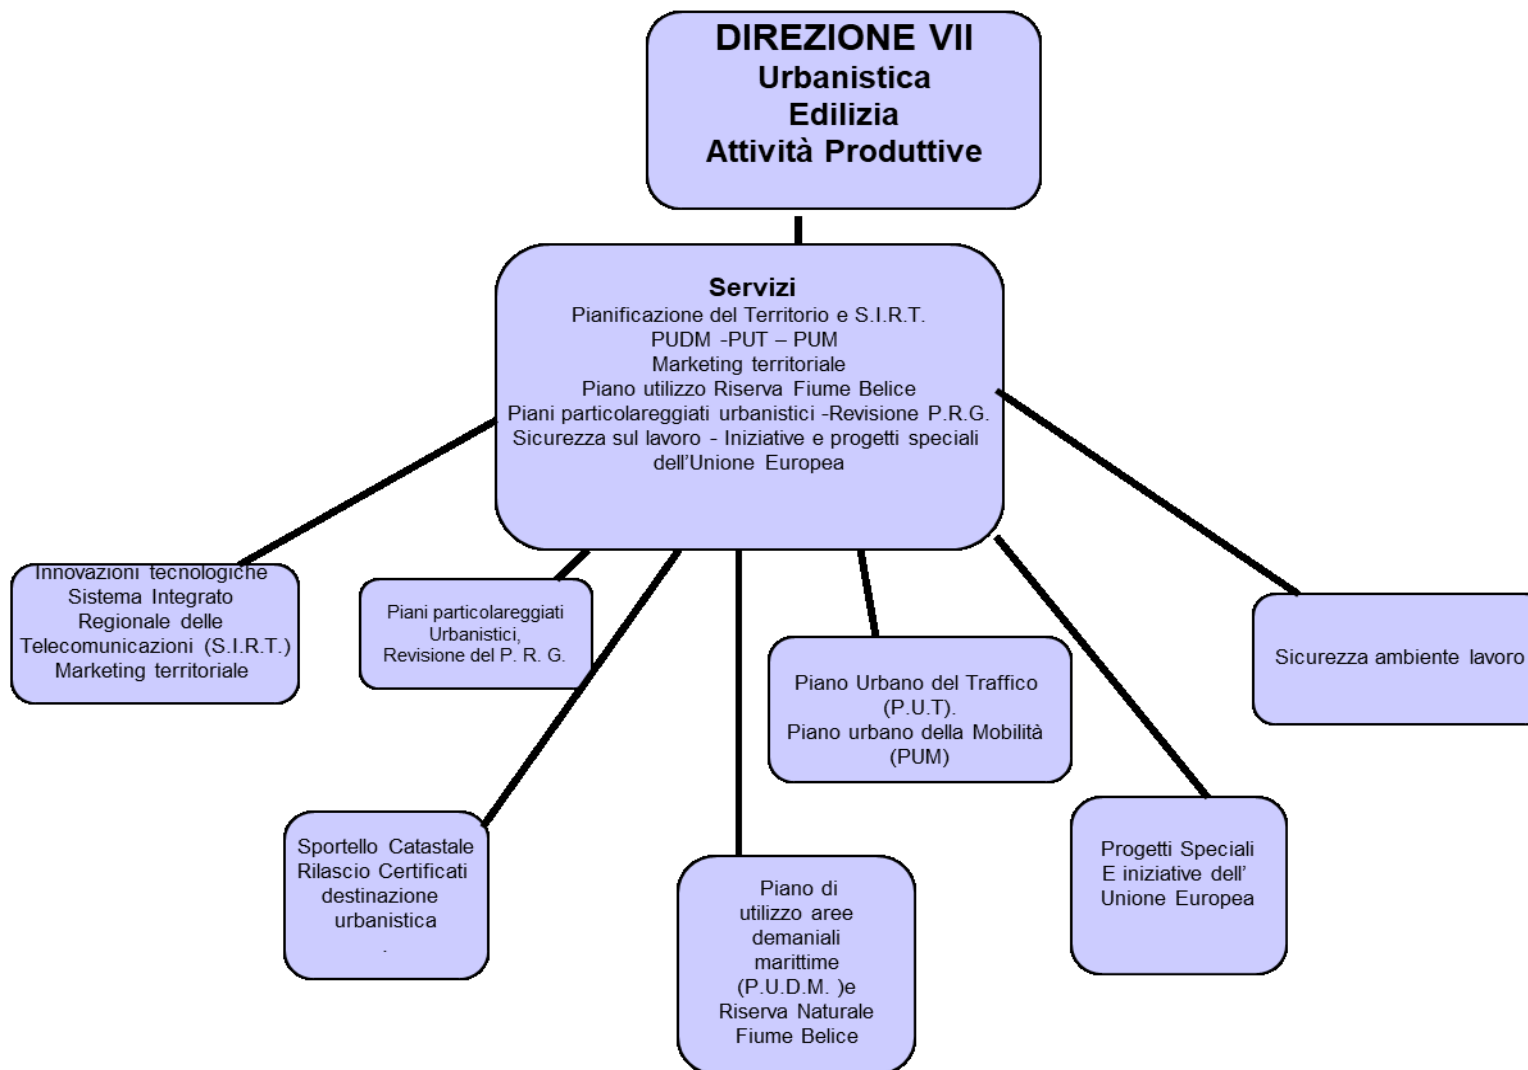 DIREZIONE VII
Urbanistica
Edilizia
Attività Produttive
Servizi
Pianificazione del Territorio e S.I.R.T.
PUDM -PUT – PUM
Marketing territoriale
Piano utilizzo Riserva Fiume Belice
Piani particolareggiati urbanistici -Revisione P.R.G.
Sicurezza sul lavoro - Iniziative e progetti speciali
dell'Unione Europea
Innovazioni tecnologiche
Sistema Integrato
Regionale delle
Telecomunicazioni (S.I.R.T.)
Marketing territoriale
Piani particolareggiati
Urbanistici,
Revisione del P. R. G.
Piano Urbano del Traffico
(P.U.T).
Piano urbano della Mobilità
(PUM)
Sicurezza ambiente lavoro
Sportello Catastale
Rilascio Certificati
destinazione
urbanistica
.
Piano di
utilizzo aree
demaniali
marittime
(P.U.D.M. )e
Riserva Naturale
Fiume Belice
Progetti Speciali
E iniziative dell'
Unione Europea